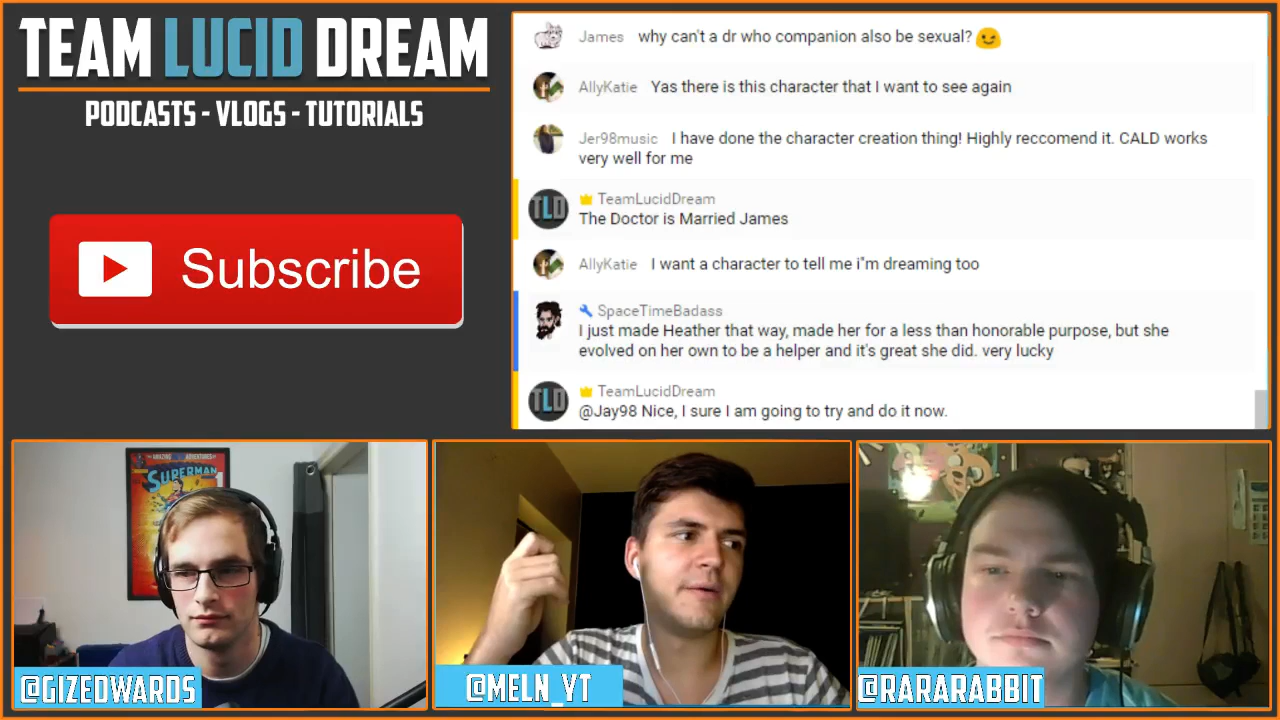 TEAM LUCID DREAM
PODCASTS - VLOGS - TUTORIALS
Subscribe
James why can't a dr who companion also be sexual?
AllyKatie Yas there is this character that I want to see again
Jer98music I have done the character creation thing! Highly reccomend it. CALD works
very well for me
TLD TeamLucidDream
The Doctor is Married James
AllyKatie I want a character to tell me i"m dreaming too
SpaceTimeBadass
I just made Heather that way, made her for a less than honorable purpose, but she
evolved on her own to be a helper and it's great she did. very lucky
TLD TeamLucidDream
@Jay98 Nice, I sure I am going to try and do it now.
SUPERMAN
@GIZEDWARDS
@MELN_YT
@RARARABBIT